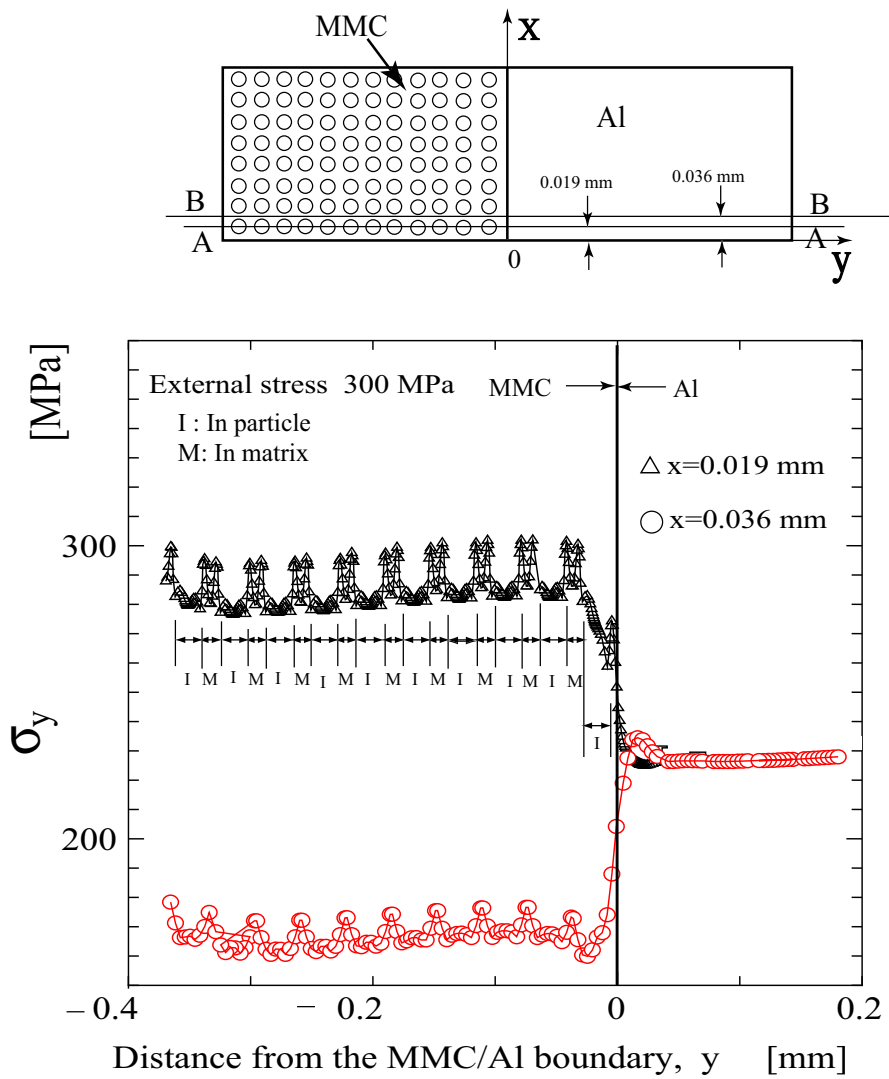 x
MMC
Al
0.019 mm
0.036 mm
B
B
A
A
0
y
[MPa]
σy
External stress 300 MPa
MMC
Al
I : In particle
M: In matrix
x=0.019 mm
x=0.036 mm
300
I M I M I M I M I M I M I M I M I M
I
200
– 0.4
–
0
0.2
Distance from the MMC/Al boundary, y [mm]